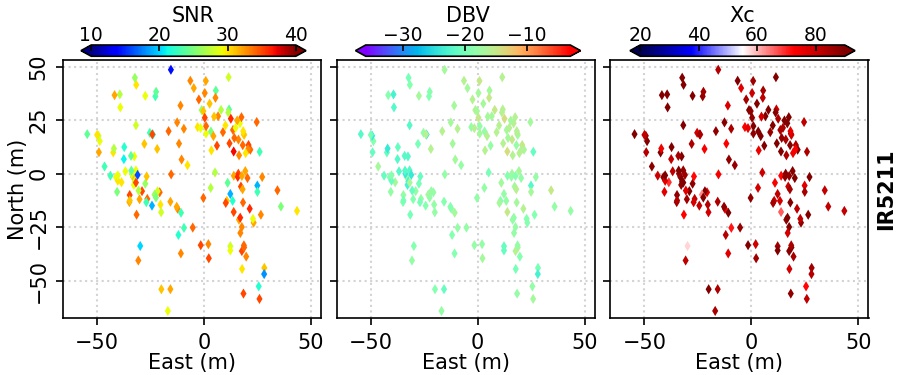 SNR DBV Xc
10 20 30 40 −30 −20 −10 20 40 60 80
50
25
0
−25
−50
North (m)
IR5211
−50 0 50 −50 0 50 −50 0 50
East (m) East (m) East (m)